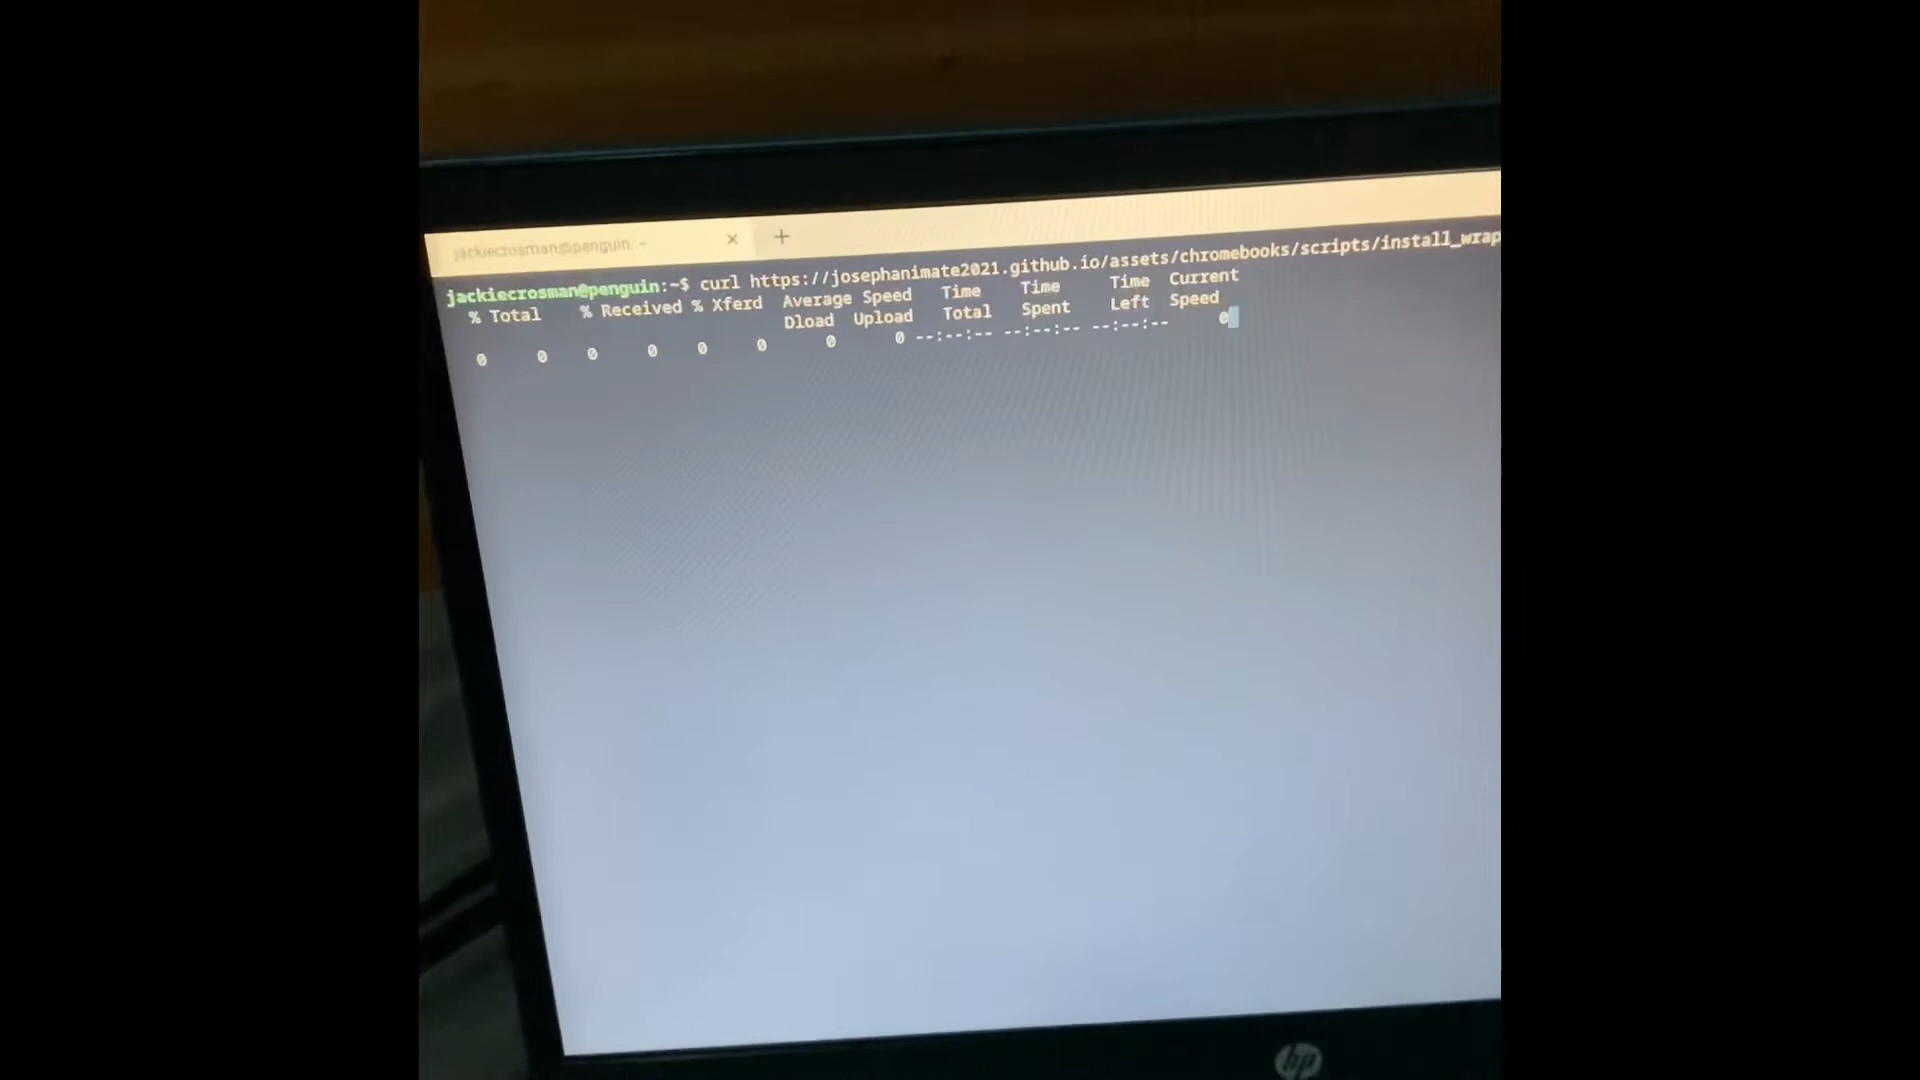 jackiecrosman@penguin: ~ × +
jackiecrosman@penguin:~$ curl https://josephanimate2021.github.io/assets/chromebooks/scripts/install_wrap
% Total % Received % Xferd Average Speed Time Time Time Current
Dload Upload Total Spent Left Speed
0 0 0 0 0 0 0 0 --:--:-- --:--:-- --:--:-- 0
hp